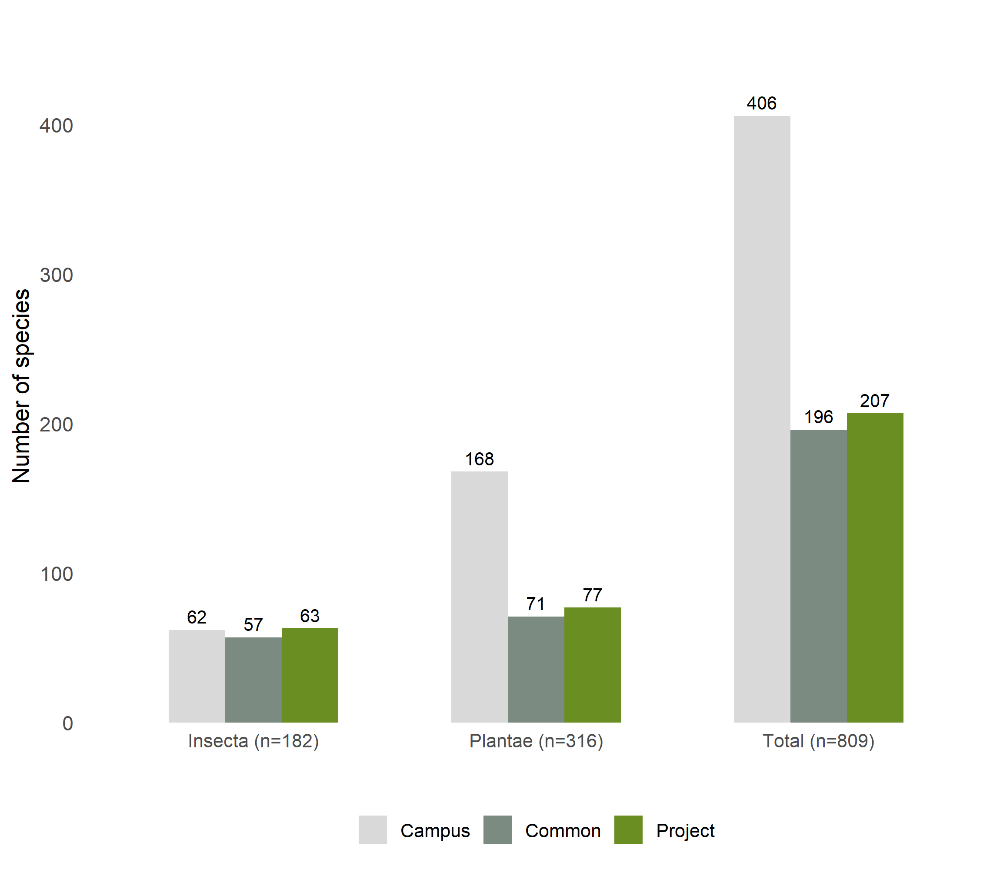 Number of species
400
300
200
100
0
62
57
63
168
71
77
406
196
207
Insecta (n=182)
Plantae (n=316)
Total (n=809)
Campus
Common
Project